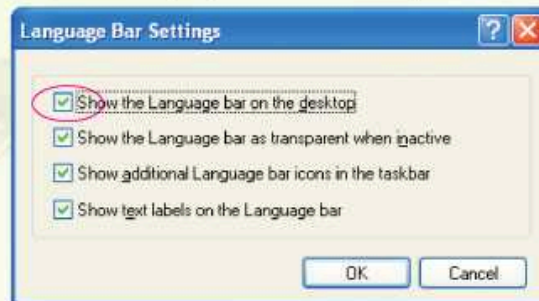 Language Bar Settings
Show the Language bar on the desktop
Show the Language bar as transparent when inactive
Show additional Language bar icons in the taskbar
Show text labels on the Language bar
OK Cancel